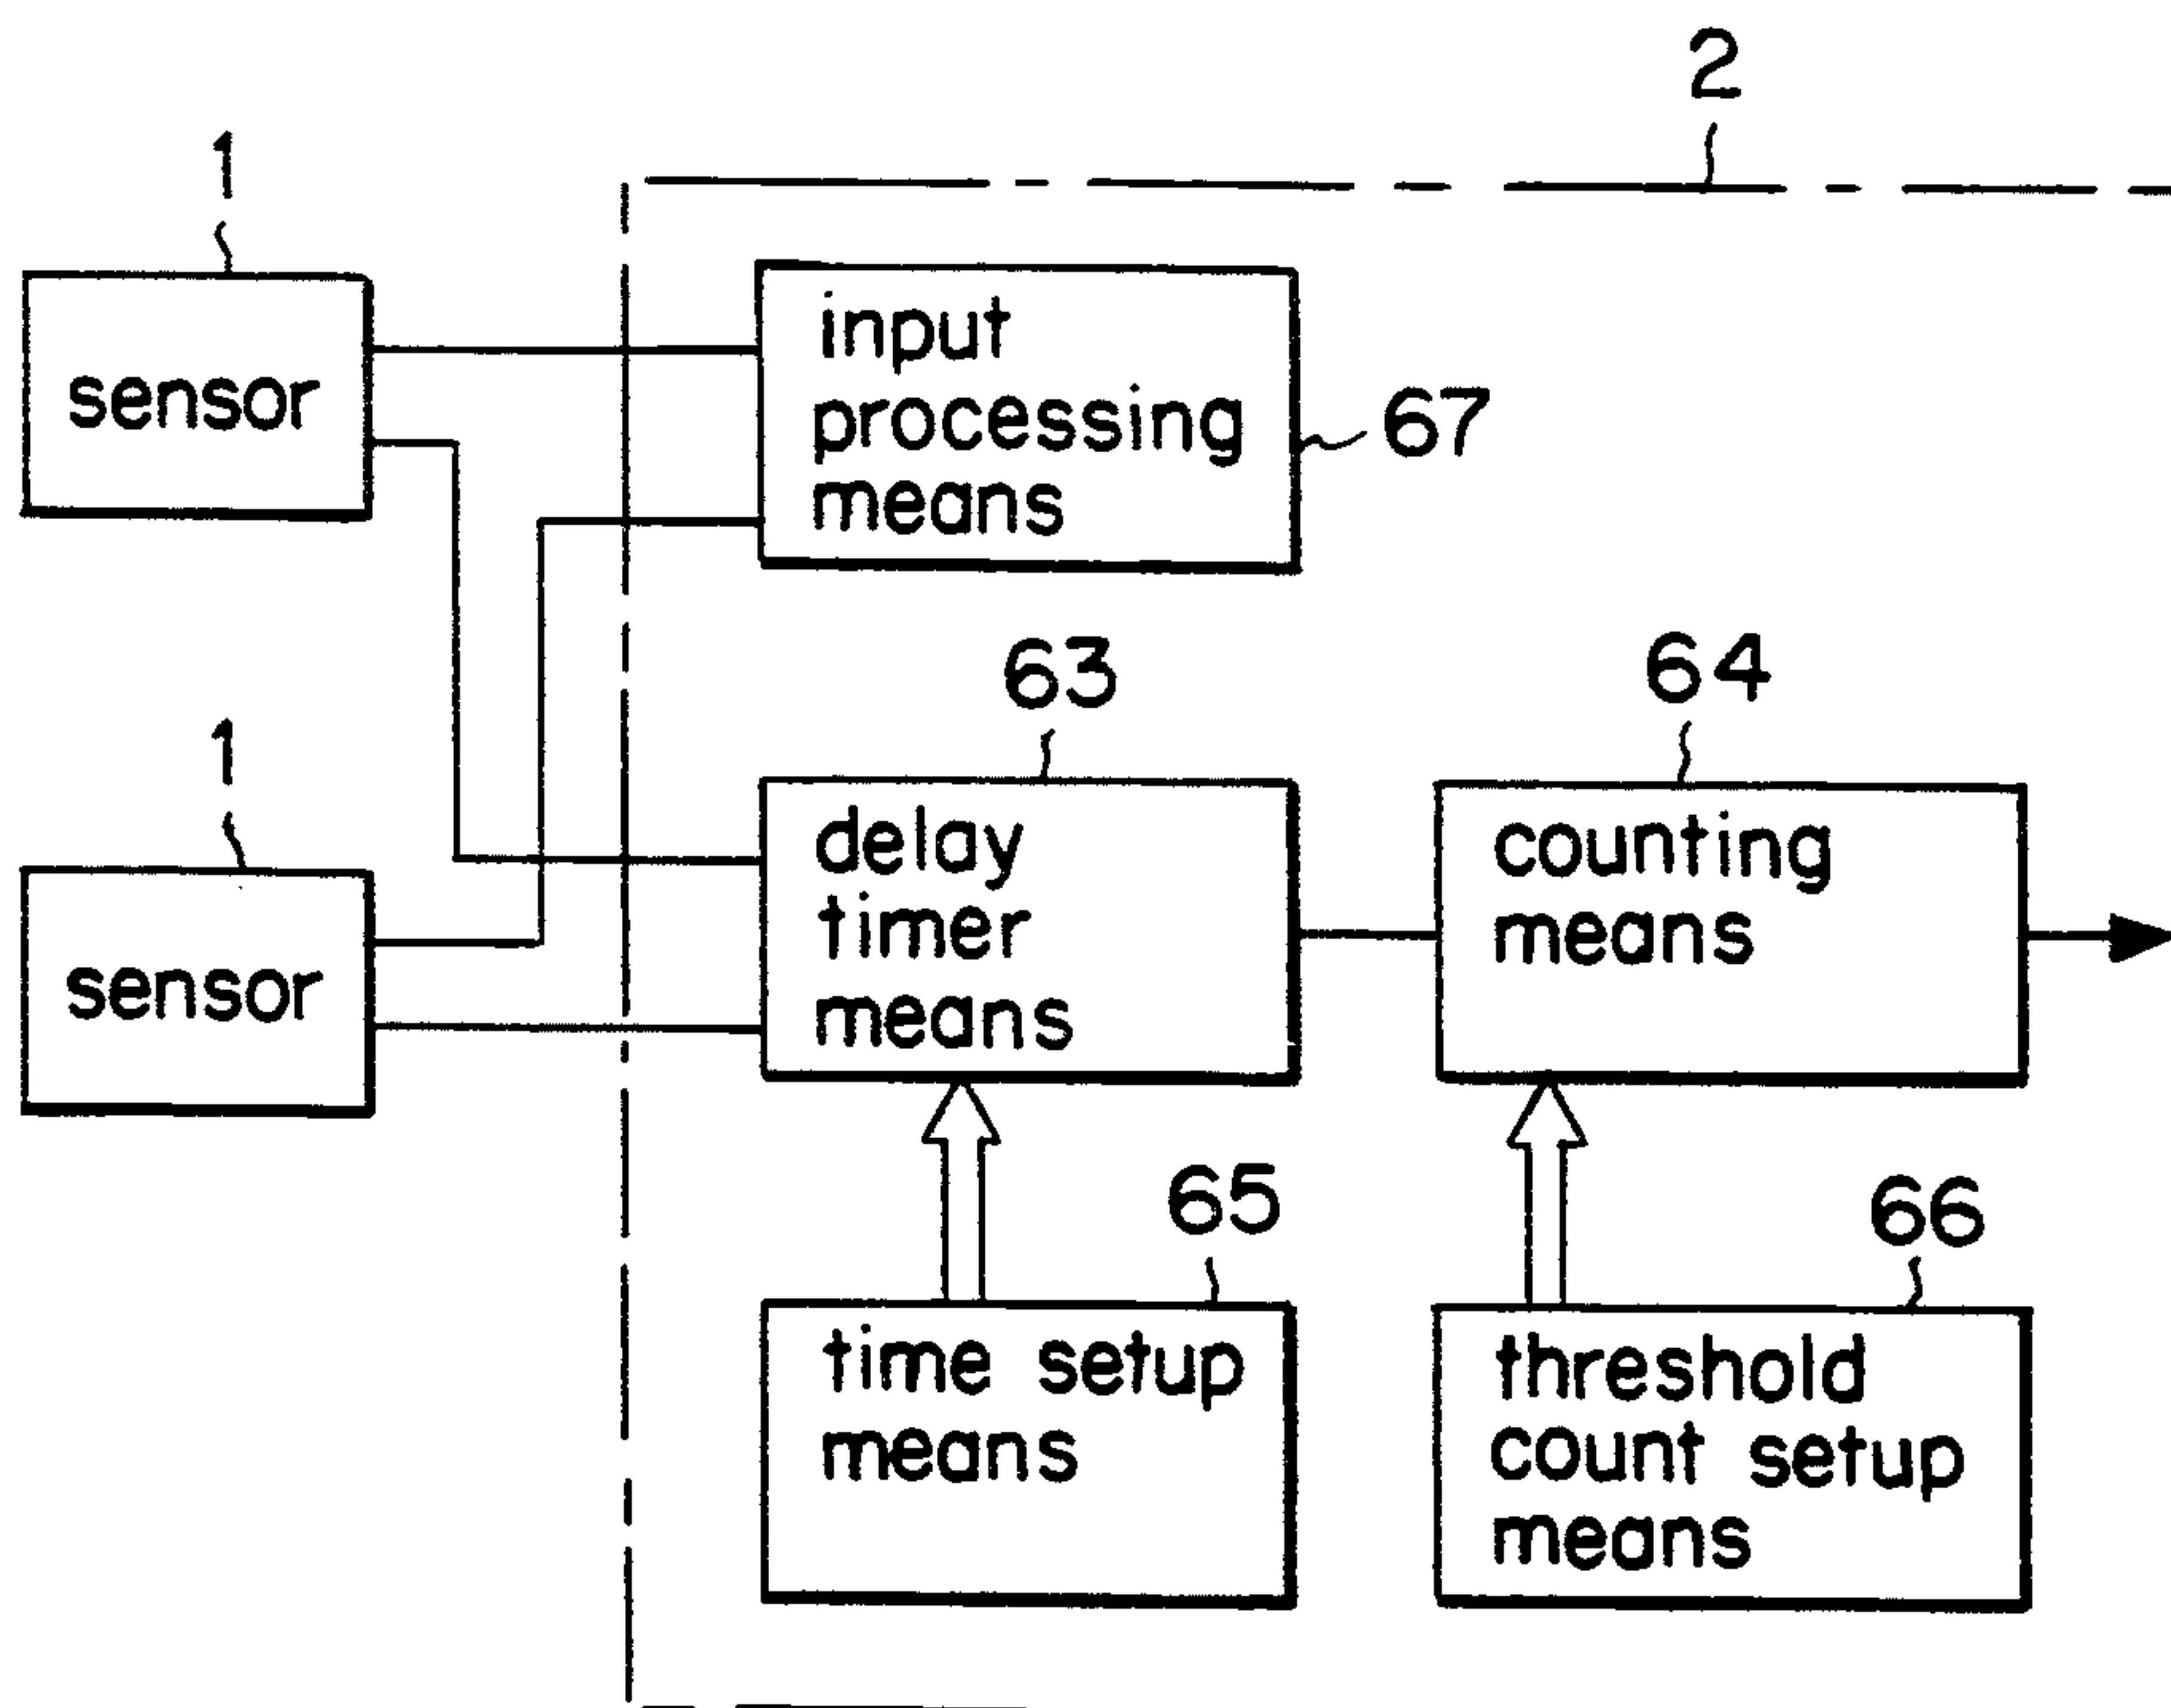 2
1
sensor
input
processing
means
67
1
sensor
63
delay
timer
means
64
counting
means
65
time setup
means
66
threshold
count setup
means